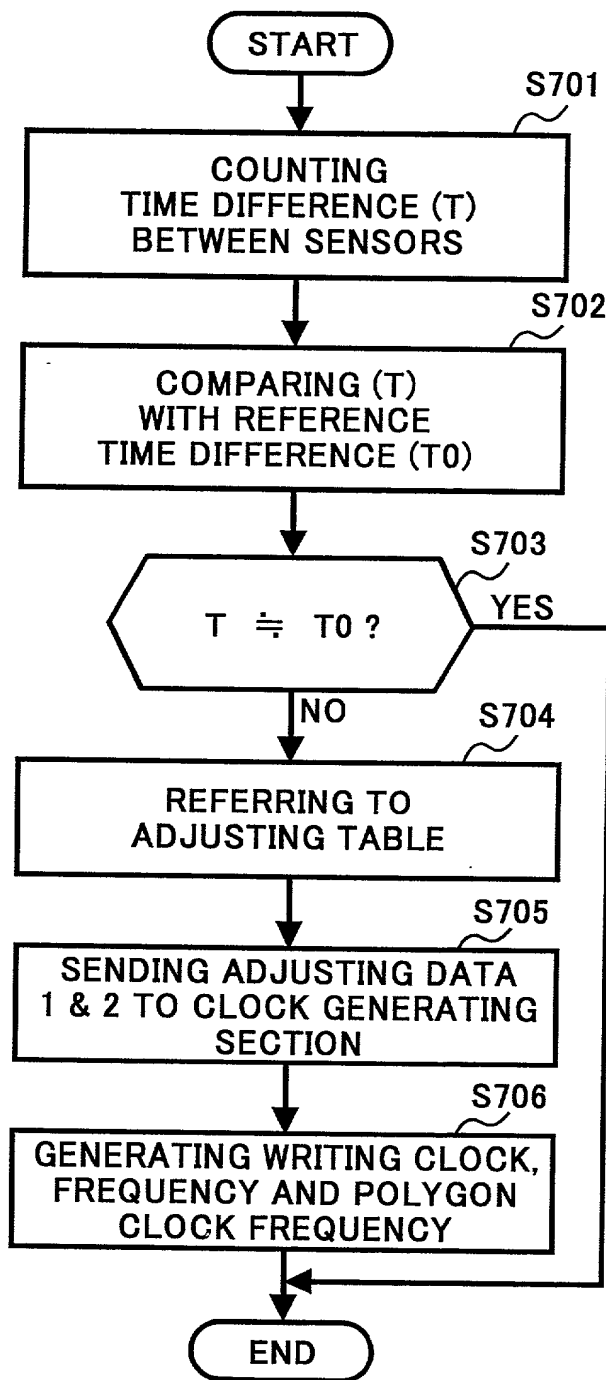 START
S701
COUNTING
TIME DIFFERENCE (T)
BETWEEN SENSORS
S702
COMPARING (T)
WITH REFERENCE
TIME DIFFERENCE (T0)
S703
T ≒ T0 ?
YES
NO
S704
REFERRING TO
ADJUSTING TABLE
S705
SENDING ADJUSTING DATA
1 & 2 TO CLOCK GENERATING
SECTION
S706
GENERATING WRITING CLOCK,
FREQUENCY AND POLYGON
CLOCK FREQUENCY
END